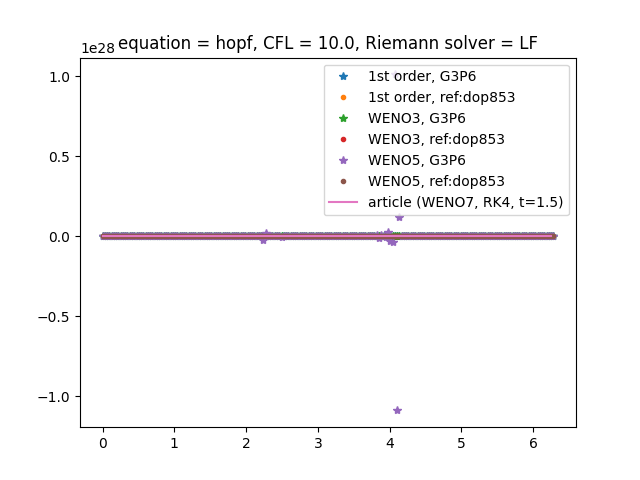 equation = hopf, CFL = 10.0, Riemann solver = LF
1e28
1st order, G3P6
1st order, ref:dop853
WENO3, G3P6
WENO3, ref:dop853
WENO5, G3P6
WENO5, ref:dop853
article (WENO7, RK4, t=1.5)
1.0
0.5
0.0
−0.5
−1.0
0 1 2 3 4 5 6